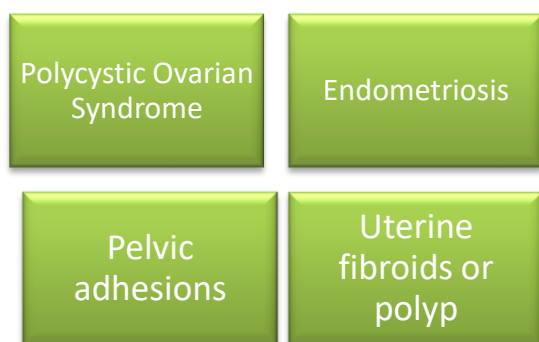 Polycystic Ovarian
Syndrome
Endometriosis
Pelvic
adhesions
Uterine
fibroids or
polyp